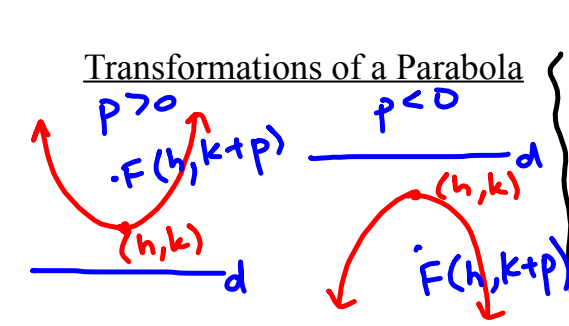 Transformations of a Parabola
p>0
p<0
.F(h,k+p)
d
(h,k)
(h,k)
d
F(h,k+p)